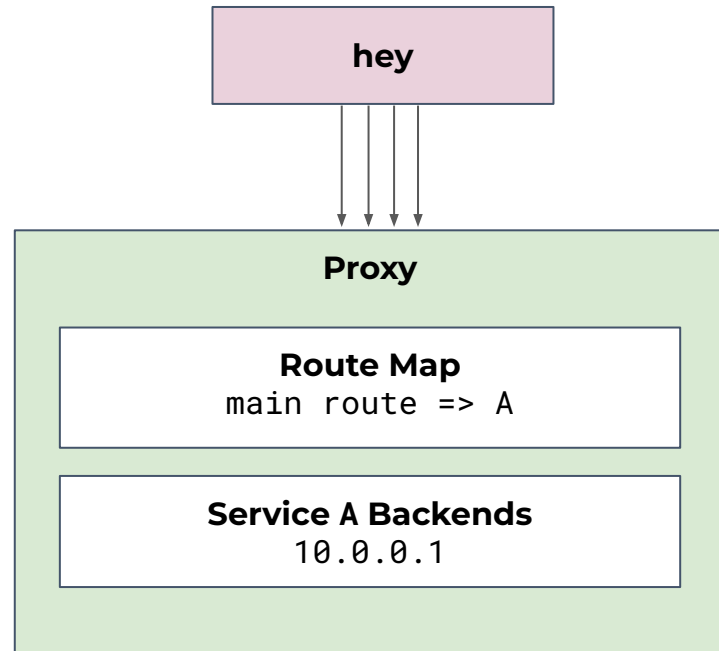 hey
Proxy
Route Map
main route => A
Service A Backends
10.0.0.1